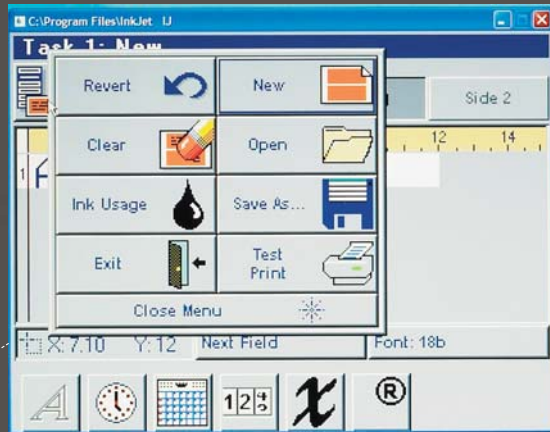 C:\Program Files\InkJet IJ
Task 1: New
Revert
New
Side 2
Clear
Open
12 14
1
Ink Usage
Save As...
Exit
Test
Print
Close Menu
X: 7.10 Y: 12 Next Field Font: 18b
A
123
x
®